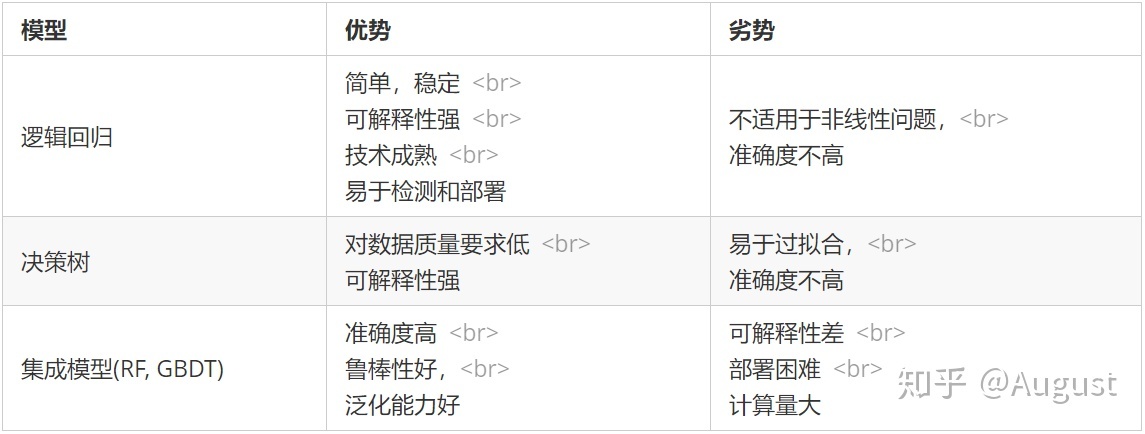 模型 优势 劣势
逻辑回归
简单，稳定 <br>
可解释性强 <br>
技术成熟 <br>
易于检测和部署
不适用于非线性问题，<br>
准确度不高
决策树
对数据质量要求低 <br>
可解释性强
易于过拟合，<br>
准确度不高
集成模型(RF, GBDT)
准确度高 <br>
鲁棒性好，<br>
泛化能力好
可解释性差 <br>
部署困难 <br>
计算量大
知乎 @August